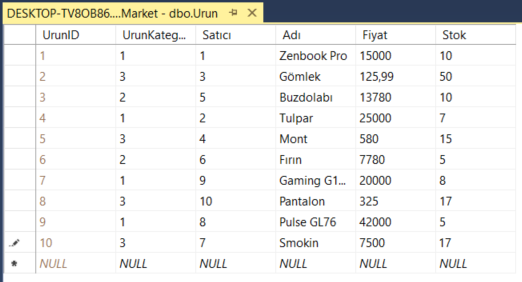 DESKTOP-TV8OB86....Market - dbo.Urun
UrunID UrunKateg... Satıcı Adı Fiyat Stok
1 1 1 Zenbook Pro 15000 10
2 3 3 Gömlek 125,99 50
3 2 5 Buzdolabı 13780 10
4 1 2 Tulpar 25000 7
5 3 4 Mont 580 15
6 2 6 Fırın 7780 5
7 1 9 Gaming G1... 20000 8
8 3 10 Pantalon 325 17
9 1 8 Pulse GL76 42000 5
10 3 7 Smokin 7500 17
NULL NULL NULL NULL NULL NULL